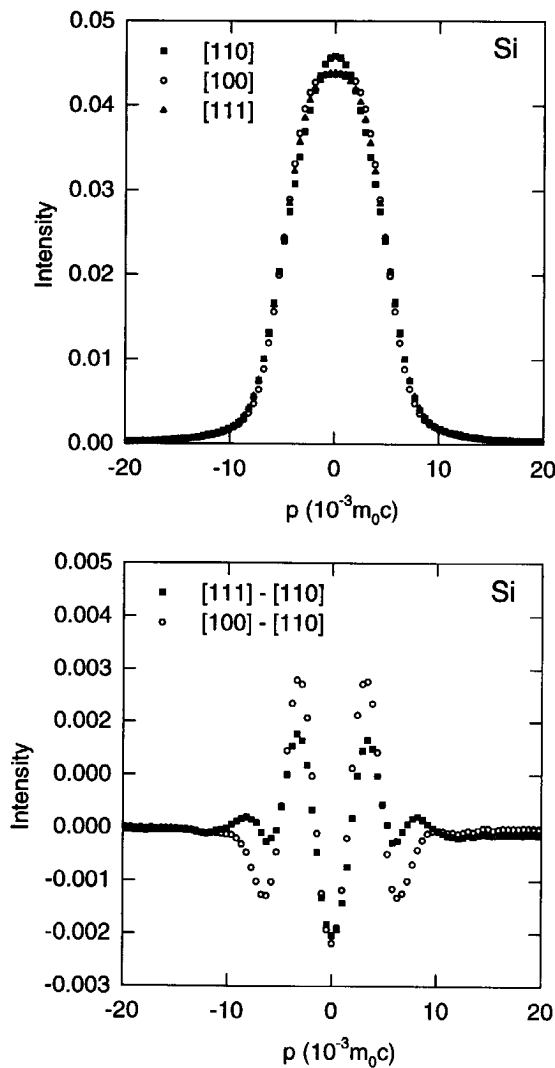 0.05
Si
[110]
[100]
[111]
0.04
0.03
0.02
0.01
0.00
Intensity
-20 -10 0 10 20
p (10⁻³m₀c)
0.005
Si
[111] - [110]
[100] - [110]
0.004
0.003
0.002
0.000
0.000
-0.001
-0.002
-0.003
Intensity
-20 -10 0 10 20
p (10⁻³m₀c)